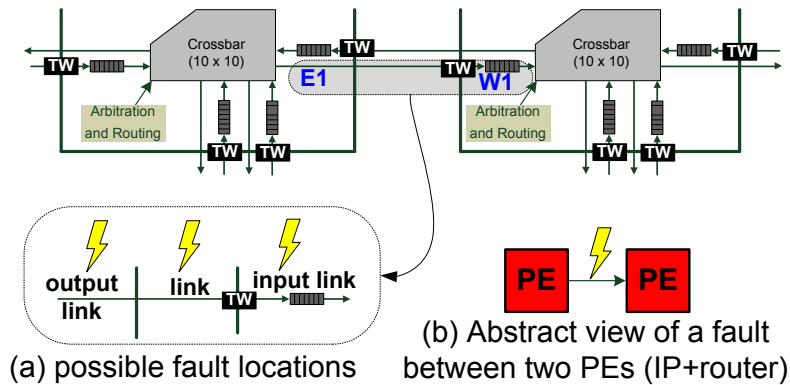 Crossbar
(10 x 10)
TW
TW
E1
Arbitration
and Routing
TW
TW
Crossbar
(10 x 10)
TW
TW
W1
Arbitration
and Routing
TW
TW
output
link
link
TW
input link
(a) possible fault locations
PE
PE
(b) Abstract view of a fault
between two PEs (IP+router)